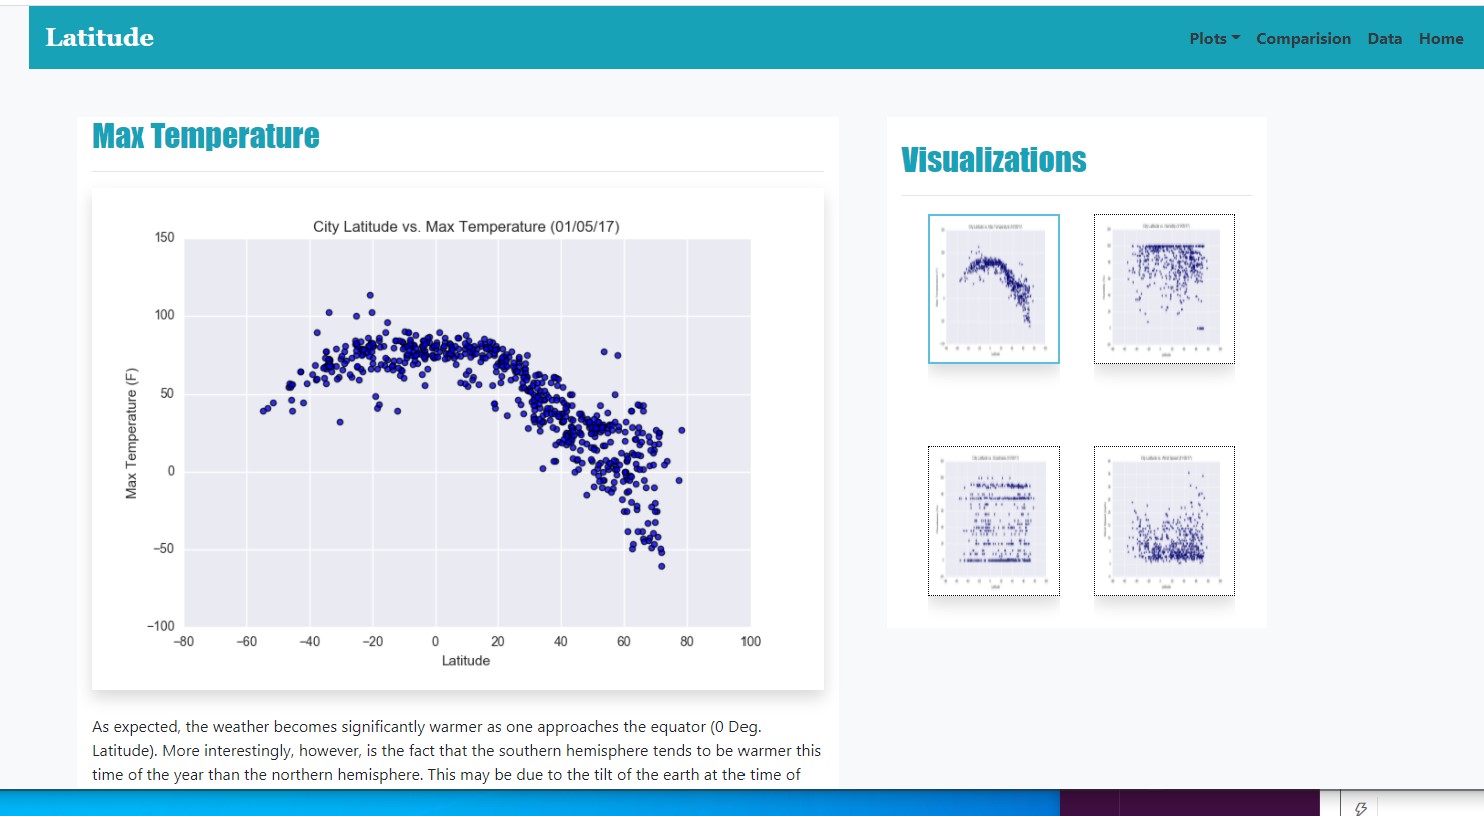 Latitude
Plots Comparision Data Home
Max Temperature
City Latitude vs. Max Temperature (01/05/17)
150
100
50
0
−50
−100
−80 −60 −40 −20 0 20 40 60 80 100
Max Temperature (F)
Latitude
As expected, the weather becomes significantly warmer as one approaches the equator (0 Deg.
Latitude). More interestingly, however, is the fact that the southern hemisphere tends to be warmer this
time of the year than the northern hemisphere. This may be due to the tilt of the earth at the time of
Visualizations